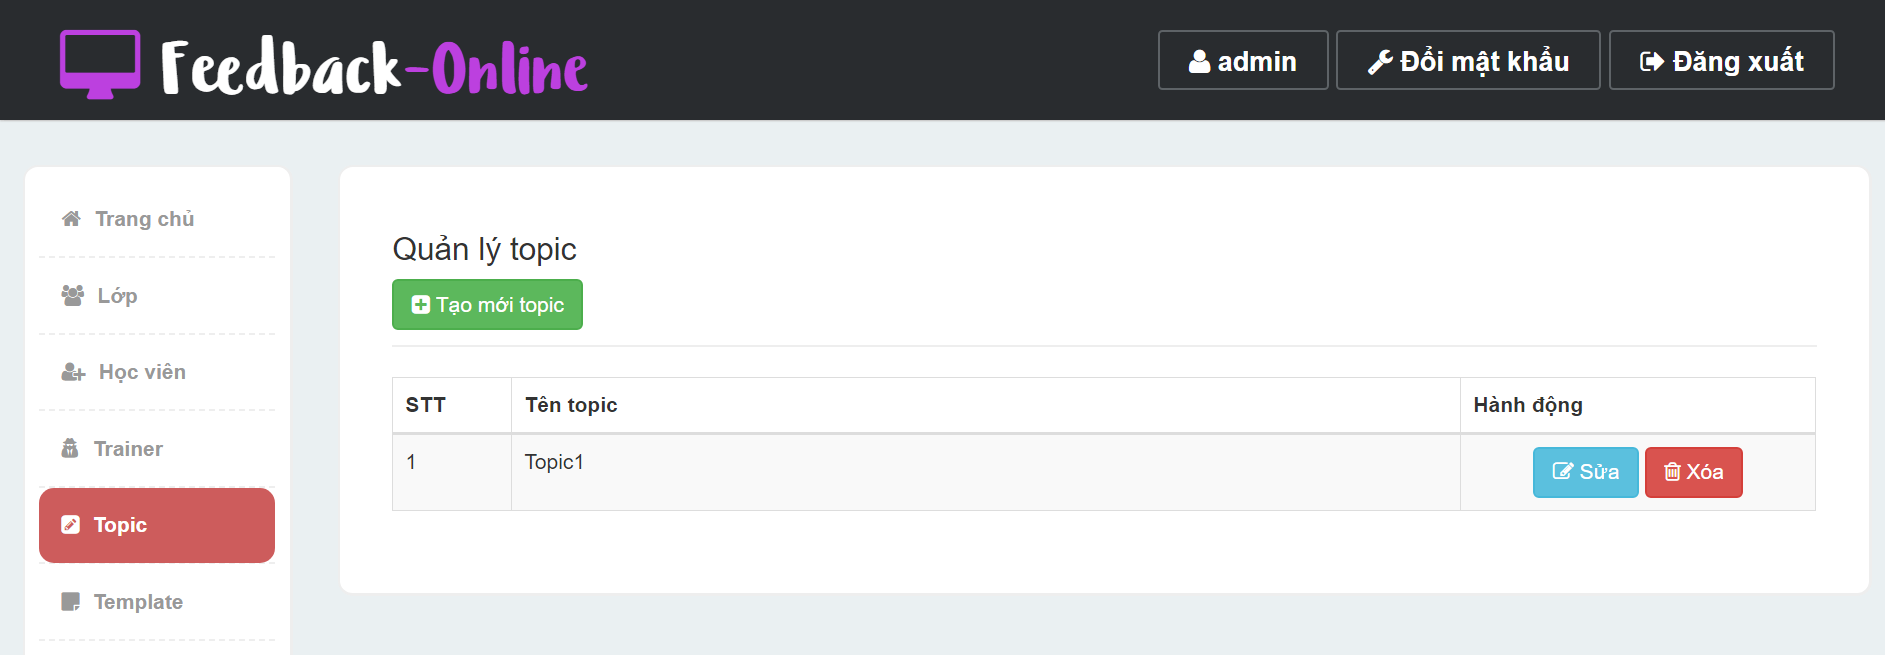 Feedback-Online
admin Đổi mật khẩu Đăng xuất
Trang chủ
Lớp
Học viên
Trainer
Topic
Template
Quản lý topic
Tạo mới topic
STT Tên topic Hành động
1 Topic1 Sửa Xóa